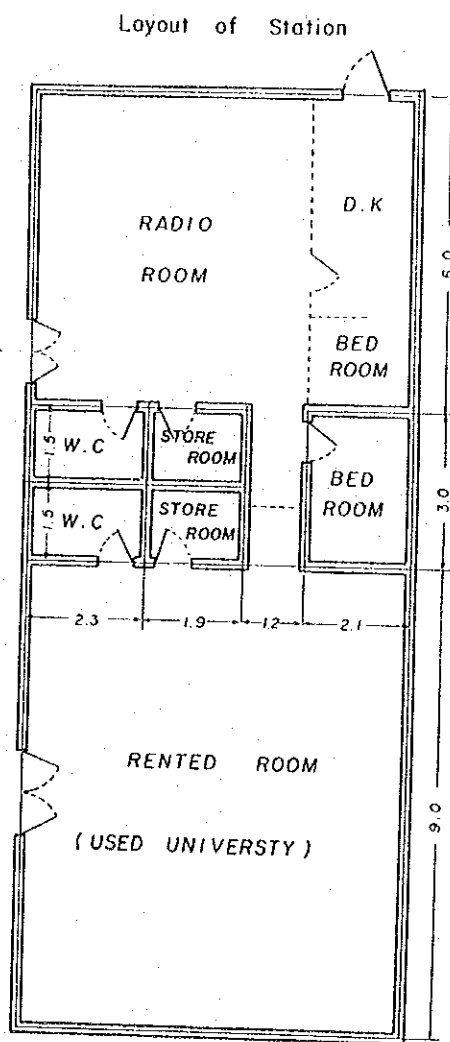 Layout of Station
D.K
RADIO
ROOM
6.0
BED
ROOM
W.C
STORE
ROOM
1.5
BED
ROOM
3.0
W.C
STORE
ROOM
1.5
2.3
1.9
1.2
2.1
RENTED ROOM
9.0
(USED UNIVERSTY)